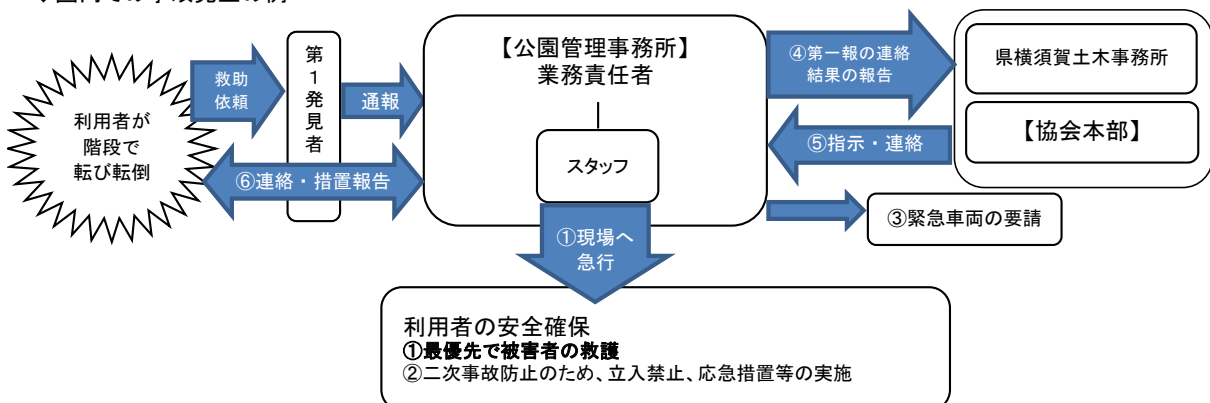 利用者が
階段で
転び転倒
救助
依頼
第
1
発
見
者
通報
⑥連絡・措置報告
【公園管理事務所】
業務責任者
スタッフ
④第一報の連絡
結果の報告
⑤指示・連絡
県横須賀土木事務所
【協会本部】
③緊急車両の要請
①現場へ
急行
利用者の安全確保
①最優先で被害者の救護
②二次事故防止のため、立入禁止、応急措置等の実施